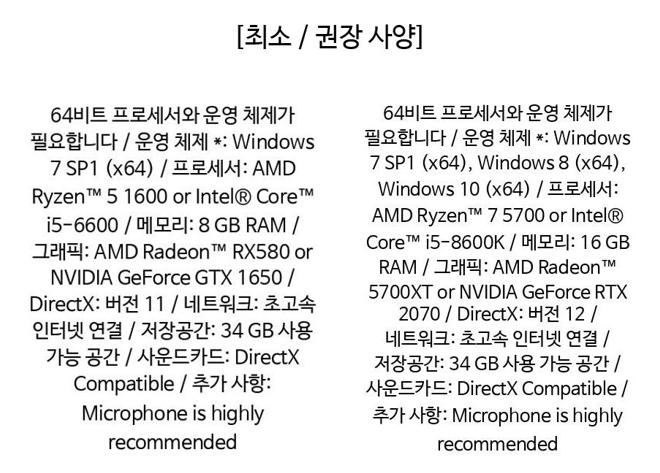 [최소 / 권장 사양]
64비트 프로세서와 운영 체제가
필요합니다 / 운영 체제 *: Windows
7 SP1 (x64) / 프로세서: AMD
Ryzen™ 5 1600 or Intel® Core™
i5-6600 / 메모리: 8 GB RAM /
그래픽: AMD Radeon™ RX580 or
NVIDIA GeForce GTX 1650 /
DirectX: 버전 11 / 네트워크: 초고속
인터넷 연결 / 저장공간: 34 GB 사용
가능 공간 / 사운드카드: DirectX
Compatible / 추가 사항:
Microphone is highly
recommended
64비트 프로세서와 운영 체제가
필요합니다 / 운영 체제 *: Windows
7 SP1 (x64), Windows 8 (x64),
Windows 10 (x64) / 프로세서:
AMD Ryzen™ 7 5700 or Intel®
Core™ i5-8600K / 메모리: 16 GB
RAM / 그래픽: AMD Radeon™
5700XT or NVIDIA GeForce RTX
2070 / DirectX: 버전 12 /
네트워크: 초고속 인터넷 연결 /
저장공간: 34 GB 사용 가능 공간 /
사운드카드: DirectX Compatible /
추가 사항: Microphone is highly
recommended